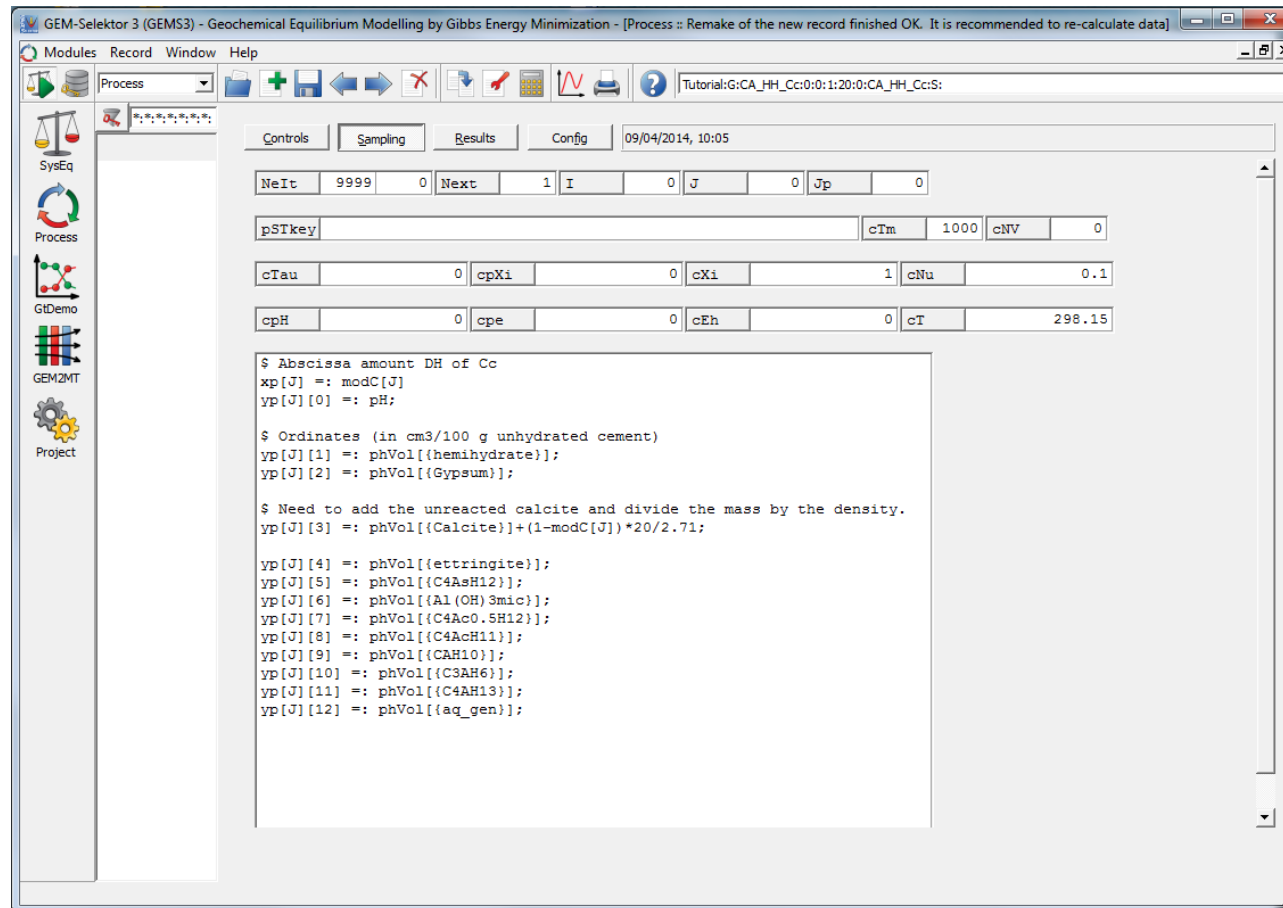 GEM-Selektor 3 (GEMS3) - Geochemical Equilibrium Modelling by Gibbs Energy Minimization - [Process :: Remake of the new record finished OK. It is recommended to re-calculate data]
Modules Record Window Help
Process
Tutorial:G:CA_HH_Cc:0:0:1:20:0:CA_HH_Cc:S:
*:*:*:*:*:*:*:
Controls Sampling Results Config 09/04/2014, 10:05
SysEq
NeIt 9999 0 Next 1 I 0 J 0 Jp 0
Process
pSTkey cTm 1000 cNV 0
cTau 0 cpXi 0 cXi 1 cNu 0.1
GtDemo
cpH 0 cpe 0 cEh 0 cT 298.15
GEM2MT
Project
$ Abscissa amount DH of Cc
xp[J] =: modC[J]
yp[J][0] =: pH;
$ Ordinates (in cm3/100 g unhydrated cement)
yp[J][1] =: phVol[{hemihydrate}];
yp[J][2] =: phVol[{Gypsum}];
$ Need to add the unreacted calcite and divide the mass by the density.
yp[J][3] =: phVol[{Calcite}]+(1-modC[J])*20/2.71;
yp[J][4] =: phVol[{ettringite}];
yp[J][5] =: phVol[{C4AsH12}];
yp[J][6] =: phVol[{Al(OH)3mic}];
yp[J][7] =: phVol[{C4Ac0.5H12}];
yp[J][8] =: phVol[{C4AcH11}];
yp[J][9] =: phVol[{CAH10}];
yp[J][10] =: phVol[{C3AH6}];
yp[J][11] =: phVol[{C4AH13}];
yp[J][12] =: phVol[{aq_gen}];